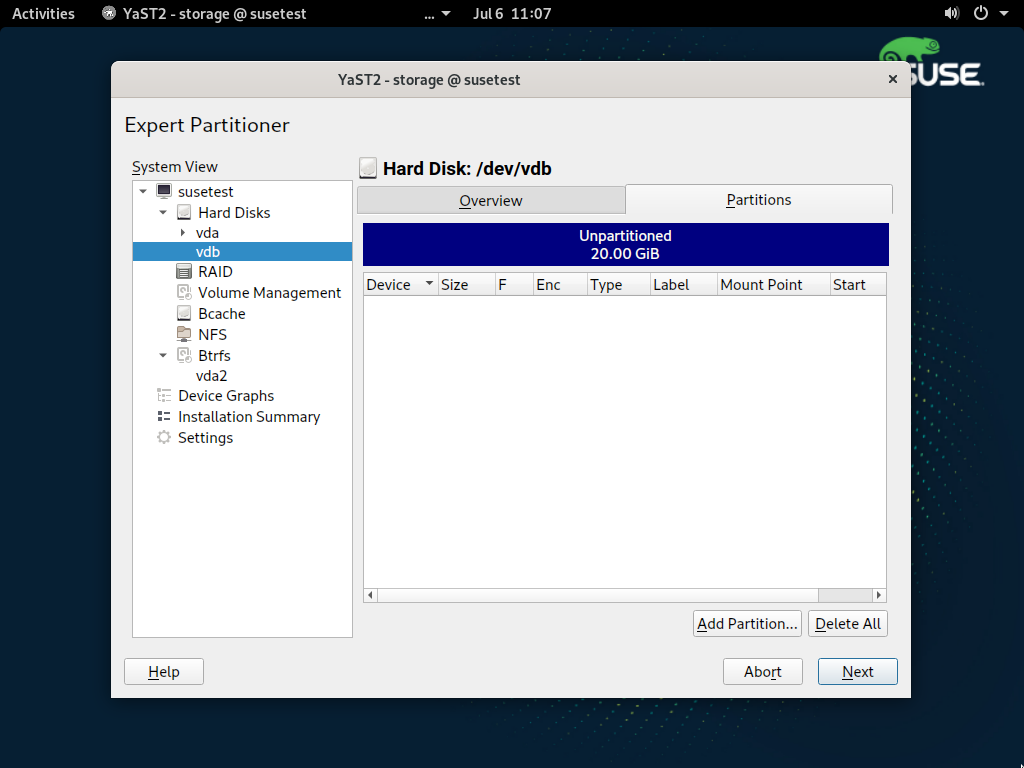 Activities YaST2 - storage @ susetest ... Jul 6 11:07
SUSE
YaST2 - storage @ susetest
Expert Partitioner
System View
susetest
Hard Disks
vda
vdb
RAID
Volume Management
Bcache
NFS
Btrfs
vda2
Device Graphs
Installation Summary
Settings
Hard Disk: /dev/vdb
Overview Partitions
Unpartitioned
20.00 GiB
Device Size F Enc Type Label Mount Point Start
Add Partition... Delete All
Help Abort Next